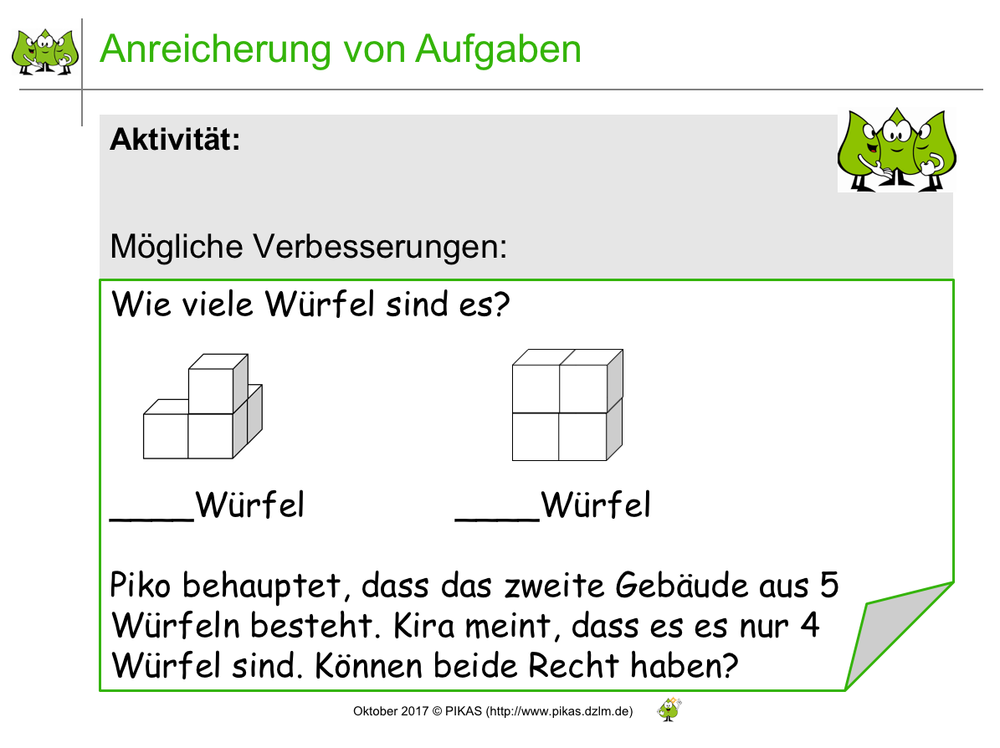 Anreicherung von Aufgaben
Aktivität:
Mögliche Verbesserungen:
Wie viele Würfel sind es?
____Würfel ____Würfel
Piko behauptet, dass das zweite Gebäude aus 5
Würfeln besteht. Kira meint, dass es es nur 4
Würfel sind. Können beide Recht haben?
Oktober 2017 © PIKAS (http://www.pikas.dzlm.de)